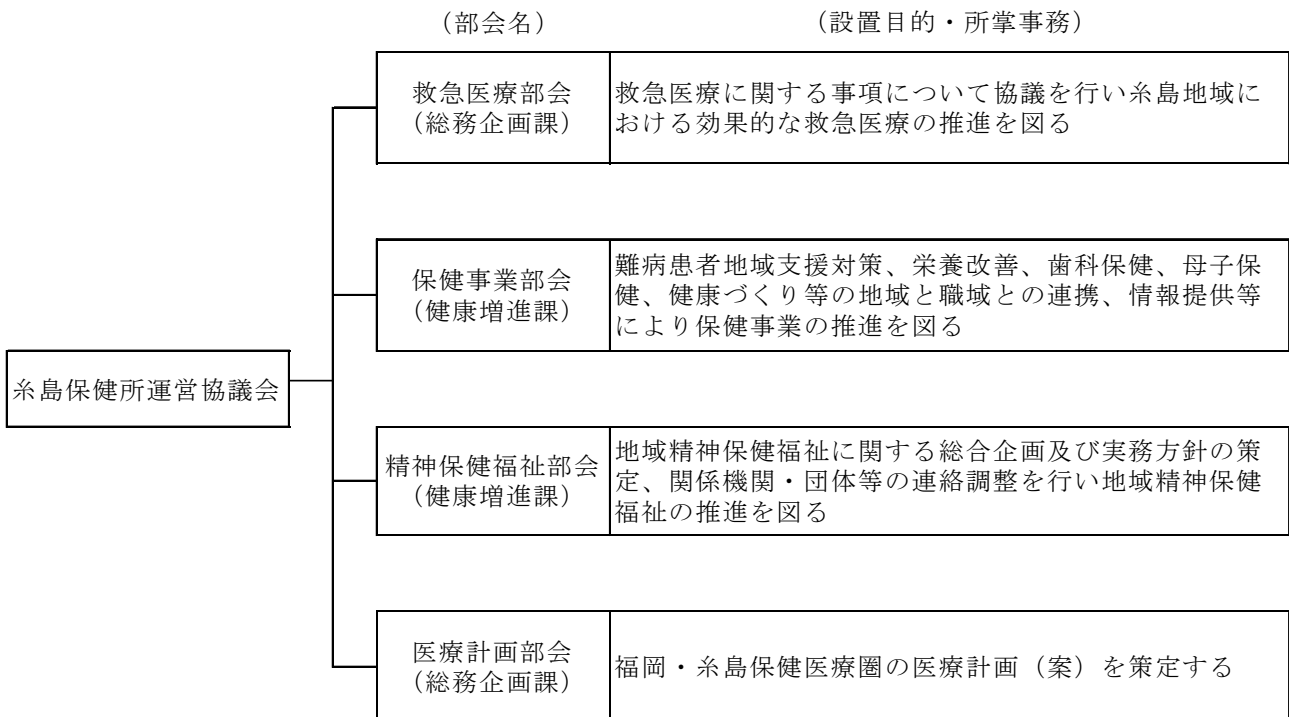 （部会名）
（設置目的・所掌事務）
救急医療部会
（総務企画課）
救急医療に関する事項について協議を行い糸島地域に
おける効果的な救急医療の推進を図る
保健事業部会
（健康増進課）
難病患者地域支援対策、栄養改善、歯科保健、母子保
健、健康づくり等の地域と職域との連携、情報提供等
により保健事業の推進を図る
糸島保健所運営協議会
精神保健福祉部会
（健康増進課）
地域精神保健福祉に関する総合企画及び実務方針の策
定、関係機関・団体等の連絡調整を行い地域精神保健
福祉の推進を図る
医療計画部会
（総務企画課）
福岡・糸島保健医療圏の医療計画（案）を策定する